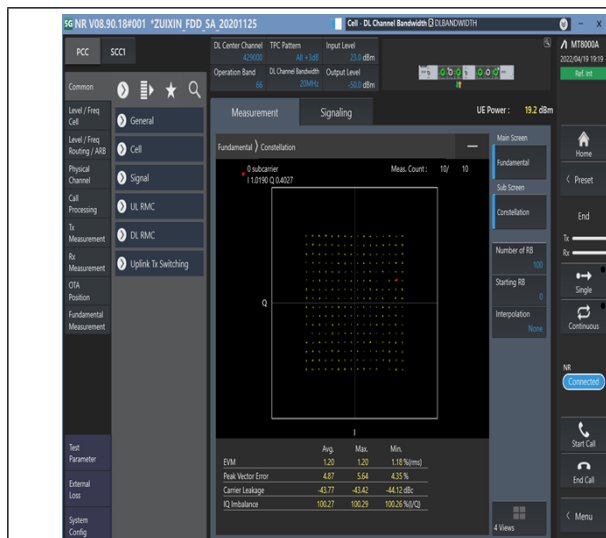 SG NR V08.90.18#001 *ZUIXIN_FDD_SA_20201125
Cell - DL Channel Bandwidth DLBANDWIDTH
PCC
SCC1
DL Center Channel
429000
TPC Pattern
All +3dB
Input Level
23.0 dBm
Operation Band
66
DL Channel Bandwidth
20MHz
Output Level
-50.0 dBm
MT8000A
2022/04/19 19:19
Ref. Int
Common
Level / Freq
Cell
Level / Freq
Routing / ARB
Physical
Channel
Call
Processing
Tx
Measurement
Rx
Measurement
OTA
Position
Fundamental
Measurement
Test
Parameter
External
Loss
System
Config
General
Cell
Signal
UL RMC
DL RMC
Uplink Tx Switching
Measurement
Signaling
UE Power : 19.2 dBm
Fundamental
Constellation
0 subcarrier
I 1.0190 Q 0.4027
Meas. Count : 10/ 10
Q
I
Avg. Max. Min.
EVM 1.20 1.20 1.18 %(rms)
Peak Vector Error 4.87 5.64 4.35 %
Carrier Leakage -43.77 -43.42 -44.12 dBc
IQ Imbalance 100.27 100.29 100.26 %(I/Q)
Main Screen
Fundamental
Sub Screen
Constellation
Number of RB
100
Starting RB
0
Interpolation
None
4 Views
Home
Preset
End
Tx
Rx
Single
Continuous
NR
Connected
Start Call
End Call
Menu